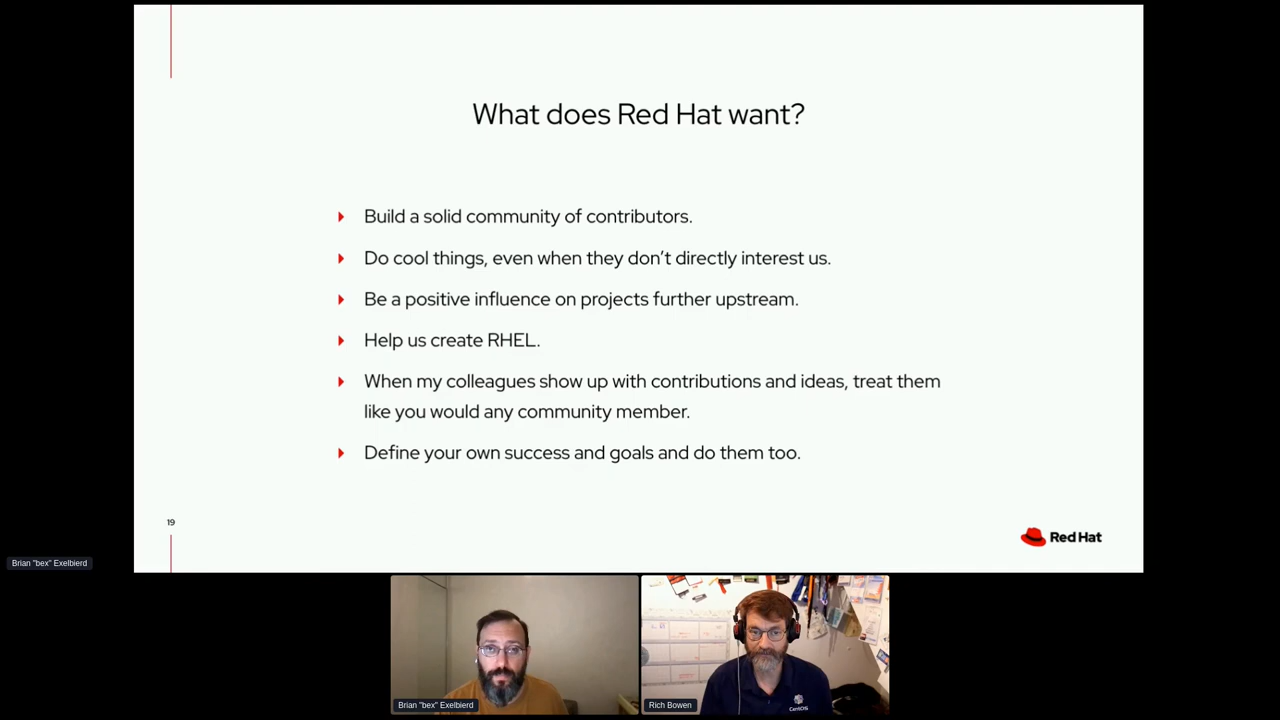 What does Red Hat want?
Build a solid community of contributors.
Do cool things, even when they don’t directly interest us.
Be a positive influence on projects further upstream.
Help us create RHEL.
When my colleagues show up with contributions and ideas, treat them
like you would any community member.
Define your own success and goals and do them too.
19
Red Hat
Brian "bex" Exelbierd
Brian "bex" Exelbierd
Rich Bowen
CentOS